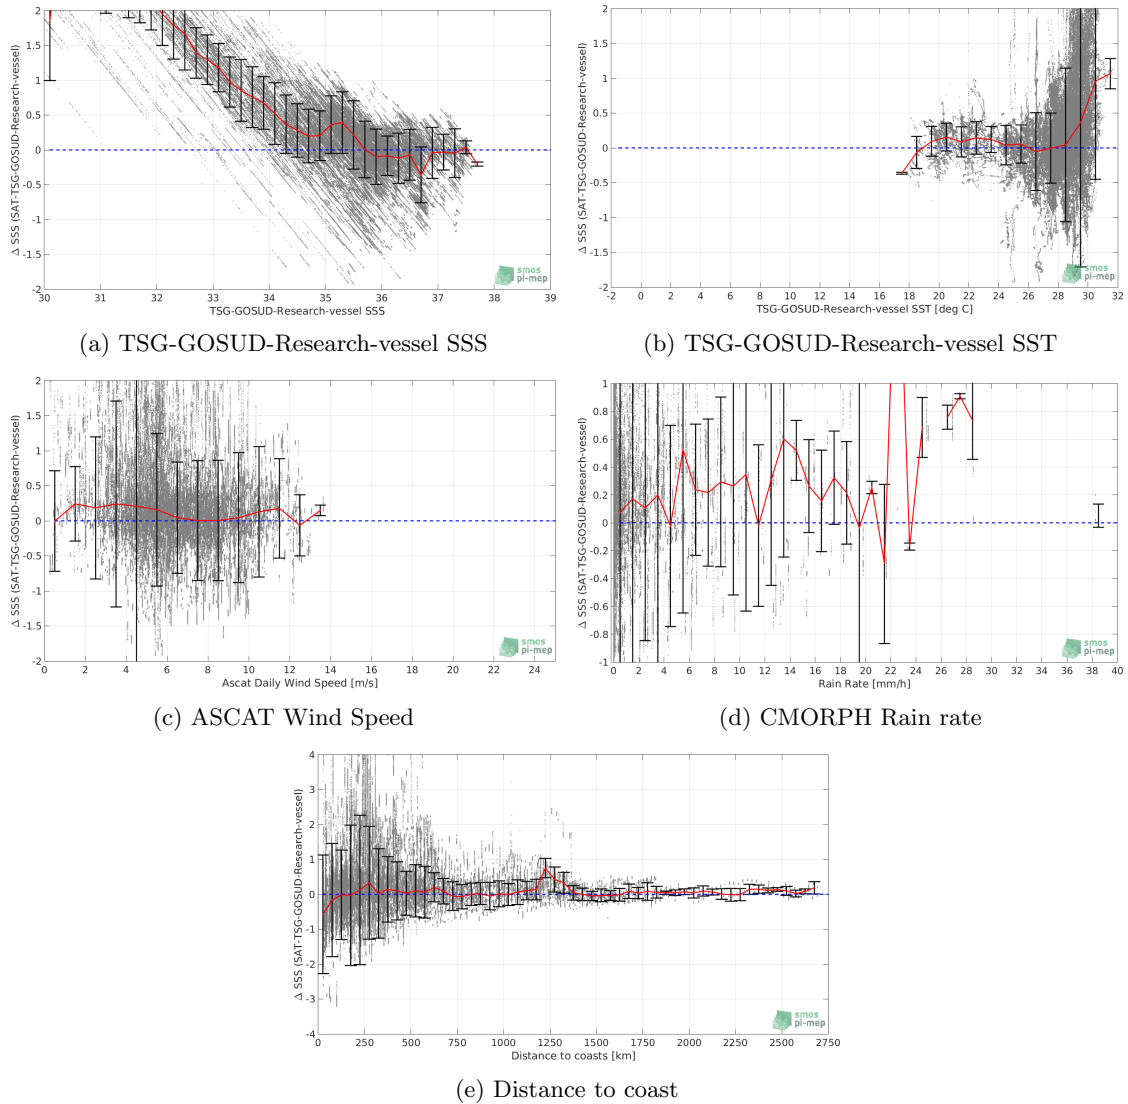 Δ SSS (SAT-TSG-GOSUD-Research-vessel)
2
1.5
1
0.5
0
-0.5
-1
-1.5
-2
30 31 32 33 34 35 36 37 38 39
TSG-GOSUD-Research-vessel SSS
smos
pi-mep
(a) TSG-GOSUD-Research-vessel SSS
Δ SSS (SAT-TSG-GOSUD-Research-vessel)
2
1.5
1
0.5
0
-0.5
-1
-1.5
-2
-2 0 2 4 6 8 10 12 14 16 18 20 22 24 26 28 30 32
TSG-GOSUD-Research-vessel SST [deg C]
smos
pi-mep
(b) TSG-GOSUD-Research-vessel SST
Δ SSS (SAT-TSG-GOSUD-Research-vessel)
2
1.5
1
0.5
0
-0.5
-1
-1.5
-2
0 2 4 6 8 10 12 14 16 18 20 22 24
Ascat Daily Wind Speed [m/s]
smos
pi-mep
(c) ASCAT Wind Speed
Δ SSS (SAT-TSG-GOSUD-Research-vessel)
1
0.8
0.6
0.4
0.2
0
-0.2
-0.4
-0.6
-0.8
-1
0 2 4 6 8 10 12 14 16 18 20 22 24 26 28 30 32 34 36 38 40
Rain Rate [mm/h]
smos
pi-mep
(d) CMORPH Rain rate
Δ SSS (SAT-TSG-GOSUD-Research-vessel)
4
3
2
1
0
-1
-2
-3
-4
0 250 500 750 1000 1250 1500 1750 2000 2250 2500 2750
Distance to coasts [km]
smos
pi-mep
(e) Distance to coast